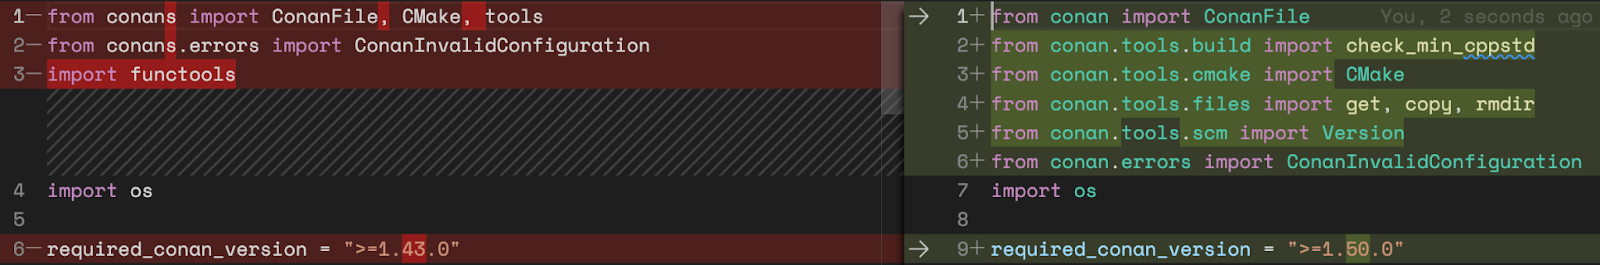 1— from conans import ConanFile, CMake, tools
2— from conans.errors import ConanInvalidConfiguration
3— import functools
4 import os
5
6— required_conan_version = ">=1.43.0"
→ 1+ from conan import ConanFile You, 2 seconds ago
2+ from conan.tools.build import check_min_cppstd
3+ from conan.tools.cmake import CMake
4+ from conan.tools.files import get, copy, rmdir
5+ from conan.tools.scm import Version
6+ from conan.errors import ConanInvalidConfiguration
7 import os
8
→ 9+ required_conan_version = ">=1.50.0"